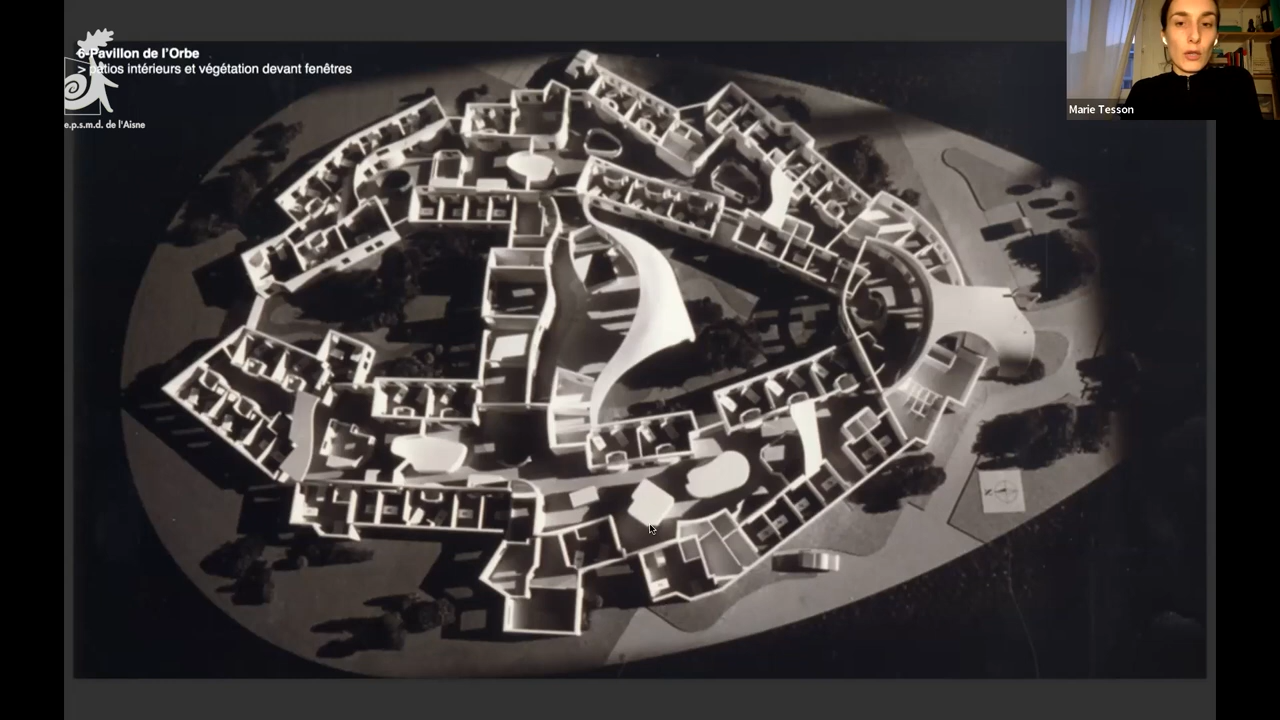 6-Pavillon de l'Orbe
> patios intérieurs et végétation devant fenêtres
e.p.s.m.d. de l'Aisne
Marie Tesson